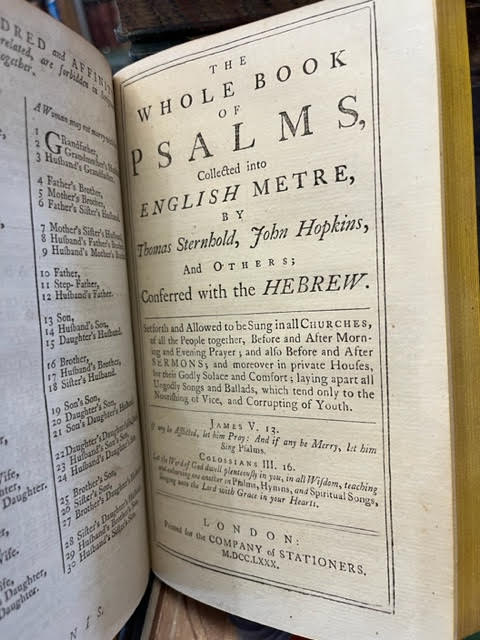 DRED and AFFINI
related, are forbidden in
together.
A Woman may not marry
1 Grandfather,
2 Grandmother's
3 Huſband's Grandfather.
4 Father's Brother,
5 Mother's Brother,
6 Father's Siſter's Huſband.
7 Mother's Siſter's
8 Huſband's Father's
9 Huſband's Mother's
10 Father,
11 Step-Father,
12 Huſband's Father.
13 Son,
14 Huſband's Son,
15 Daughter's Huſband.
16 Brother,
17 Huſband's Brother,
18 Siſter's Huſband.
19 Son's Son,
20 Daughter's Son,
21 Son's Daughter's Huſband.
22 Daughter's Daughter's
23 Huſband's Son's Son,
24 Huſband's Daughter's
25 Brother's Son,
26 Siſter's Son,
27 Brother's Daughter's
28 Siſter's Daughter's
29 Huſband's Brother's
30 Huſband's Siſter's
Wife,
Daughter,
Daughter.
Wife.
Daughter,
Daughter.
N I S.
THE
WHOLE BOOK
OF
PSALMS,
Collected into
ENGLISH METRE,
BY
Thomas Sternhold, John Hopkins,
And OTHERS;
Conferred with the HEBREW.
Set forth and Allowed to be Sung in all CHURCHES,
of all the People together, Before and After Morn-
ing and Evening Prayer; and alſo Before and After
SERMONS; and moreover in private Houſes,
for their Godly Solace and Comfort; laying apart all
Ungodly Songs and Ballads, which tend only to the
Nouriſhing of Vice, and Corrupting of Youth.
JAMES V. 13.
If any be Afflicted, let him Pray: And if any be Merry, let him
Sing Pſalms.
COLOSSIANS III. 16.
Let the Word of God dwell plenteouſly in you, in all Wiſdom, teaching
and exhorting one another in Pſalms, Hymns, and Spiritual Songs,
ſinging unto the Lord with Grace in your Hearts.
LONDON:
Printed for the COMPANY of STATIONERS.
M.DCC.LXXX.